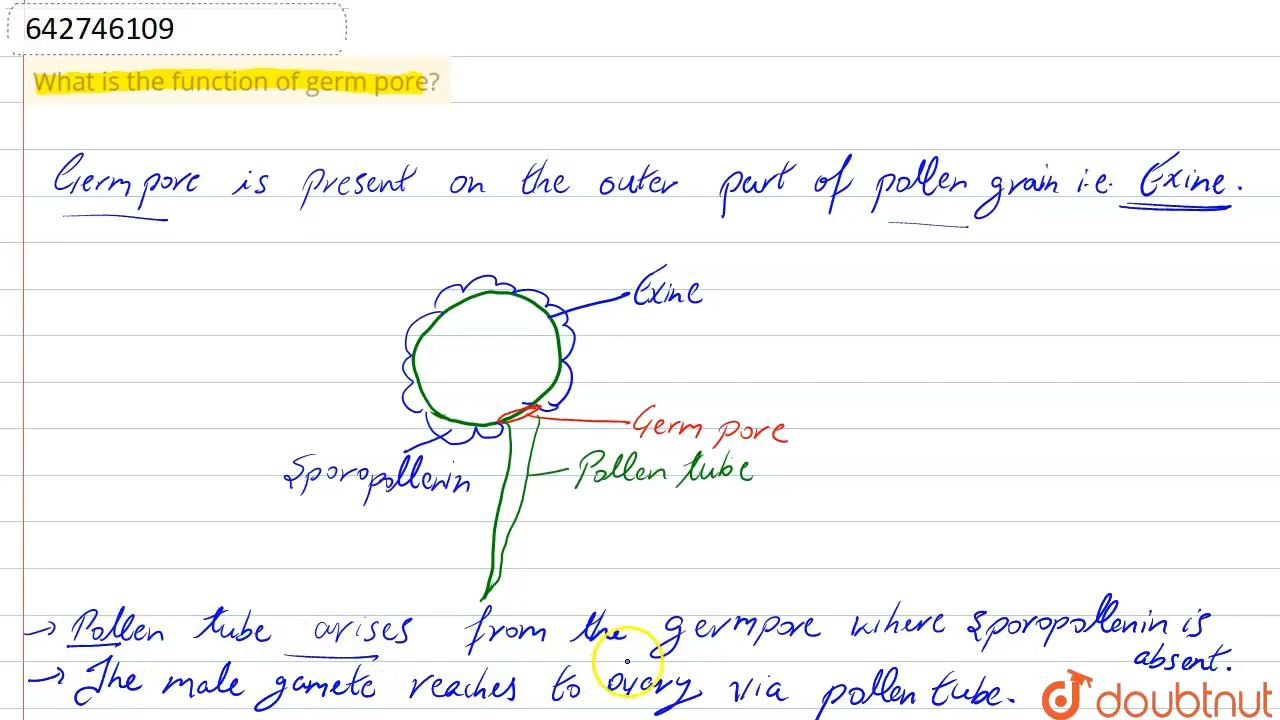 642746109
What is the function of germ pore?
Germ pore is present on the outer part of pollen grain i.e. Exine.
Exine
Germ pore
Sporopollenin
Pollen tube
→ Pollen tube arises from the germpore where Sporopollenin is absent.
→ The male gamete reaches to ovary via pollen tube.
doubtnut